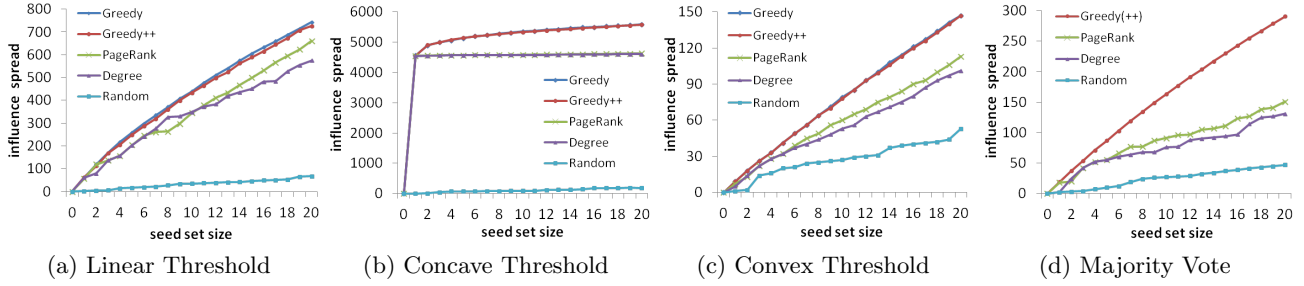 800
700
600
500
400
300
200
100
0
influence spread
Greedy
Greedy++
PageRank
Degree
Random
0 2 4 6 8 10 12 14 16 18 20
seed set size
(a) Linear Threshold
6000
5000
4000
3000
2000
1000
0
influence spread
Greedy
Greedy++
PageRank
Degree
Random
0 2 4 6 8 10 12 14 16 18 20
seed set size
(b) Concave Threshold
150
120
90
60
30
0
influence spread
Greedy
Greedy++
PageRank
Degree
Random
0 2 4 6 8 10 12 14 16 18 20
seed set size
(c) Convex Threshold
300
250
200
150
100
50
0
influence spread
Greedy(++)
PageRank
Degree
Random
0 2 4 6 8 10 12 14 16 18 20
seed set size
(d) Majority Vote